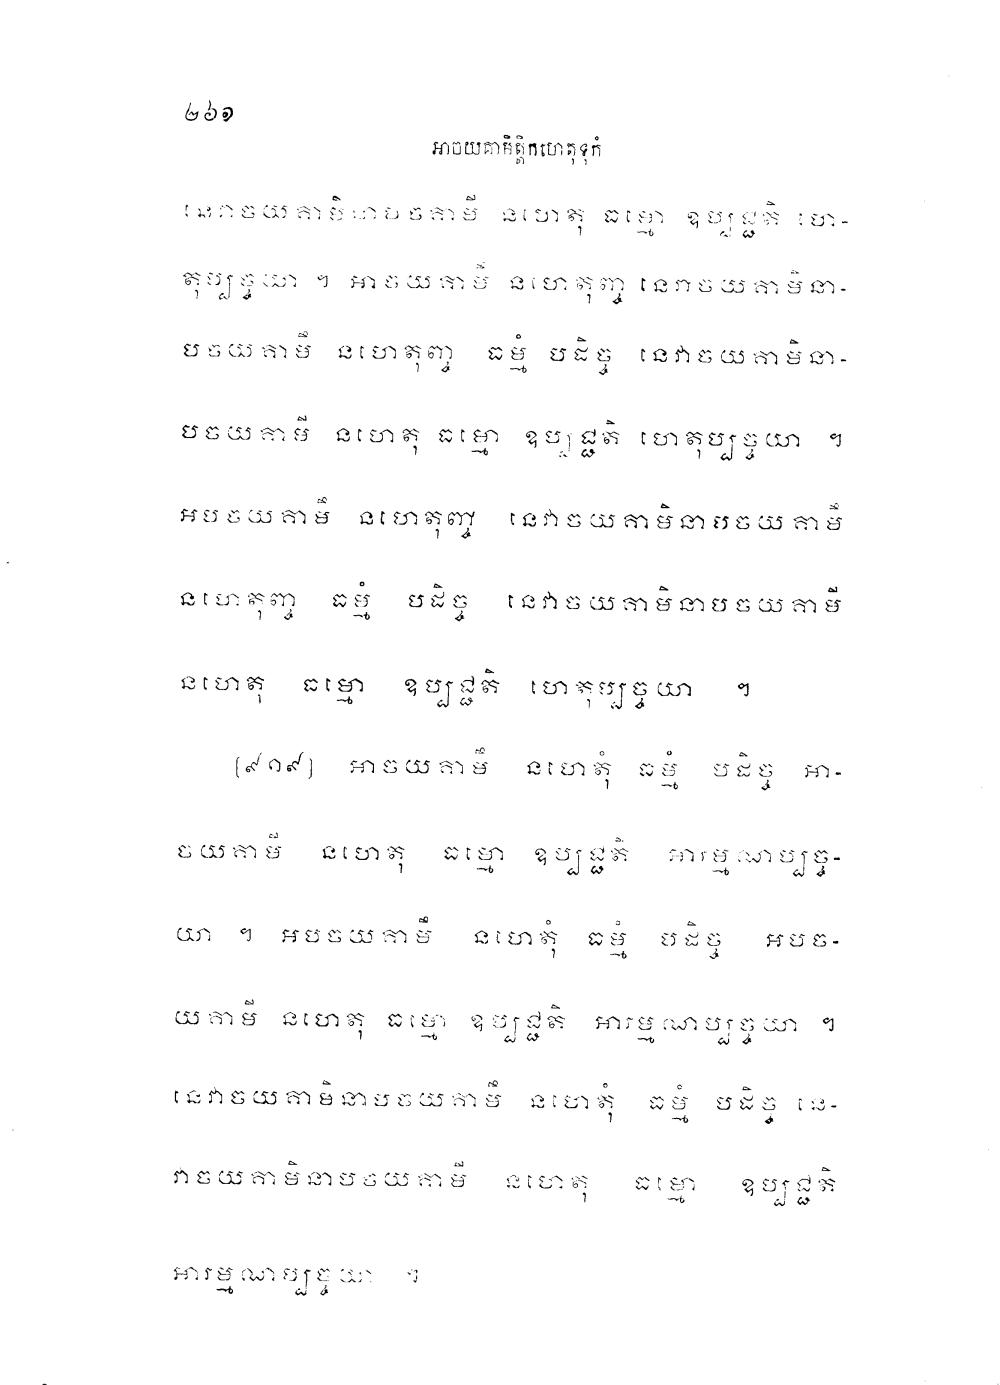 ២៦១
អាចយគាមិត្តិកហេតុទុកំ
នេវាចយគាមិនាបចគាមី នហេតុ ធម្មោ ឧប្បជ្ជតិ ហេ-
តុប្បច្ចយា ។ អាចយគាមឹ នហេតុញ្ច នេវាចយគាមិនា-
បចយគាមឹ នហេតុញ្ច ធម្មំ បដិច្ច នេវាចយគាមិនា-
បចយគាមី នហេតុ ធម្មោ ឧប្បជ្ជតិ ហេតុប្បច្ចយា ។
អបចយគាមឹ នហេតុញ្ច នេវាចយគាមិនាបចយគាមឹ
នហេតុញ្ច ធម្មំ បដិច្ច នេវាចយគាមិនាបចយគាមី
នហេតុ ធម្មោ ឧប្បជ្ជតិ ហេតុប្បច្ចយា ។
[៩១៩] អាចយគាមឹ នហេតុំ ធម្មំ បដិច្ច អា-
ចយគាមី នហេតុ ធម្មោ ឧប្បជ្ជតិ អារម្មណប្បច្ច-
យា ។ អបចយគាមឹ នហេតុំ ធម្មំ បដិច្ច អបច-
យគាមី នហេតុ ធម្មោ ឧប្បជ្ជតិ អារម្មណប្បច្ចយា ។
នេវាចយគាមិនាបចយគាមឹ នហេតុំ ធម្មំ បដិច្ច នេ-
វាចយគាមិនាបចយគាមី នហេតុ ធម្មោ ឧប្បជ្ជតិ
អារម្មណប្បច្ចយា ។